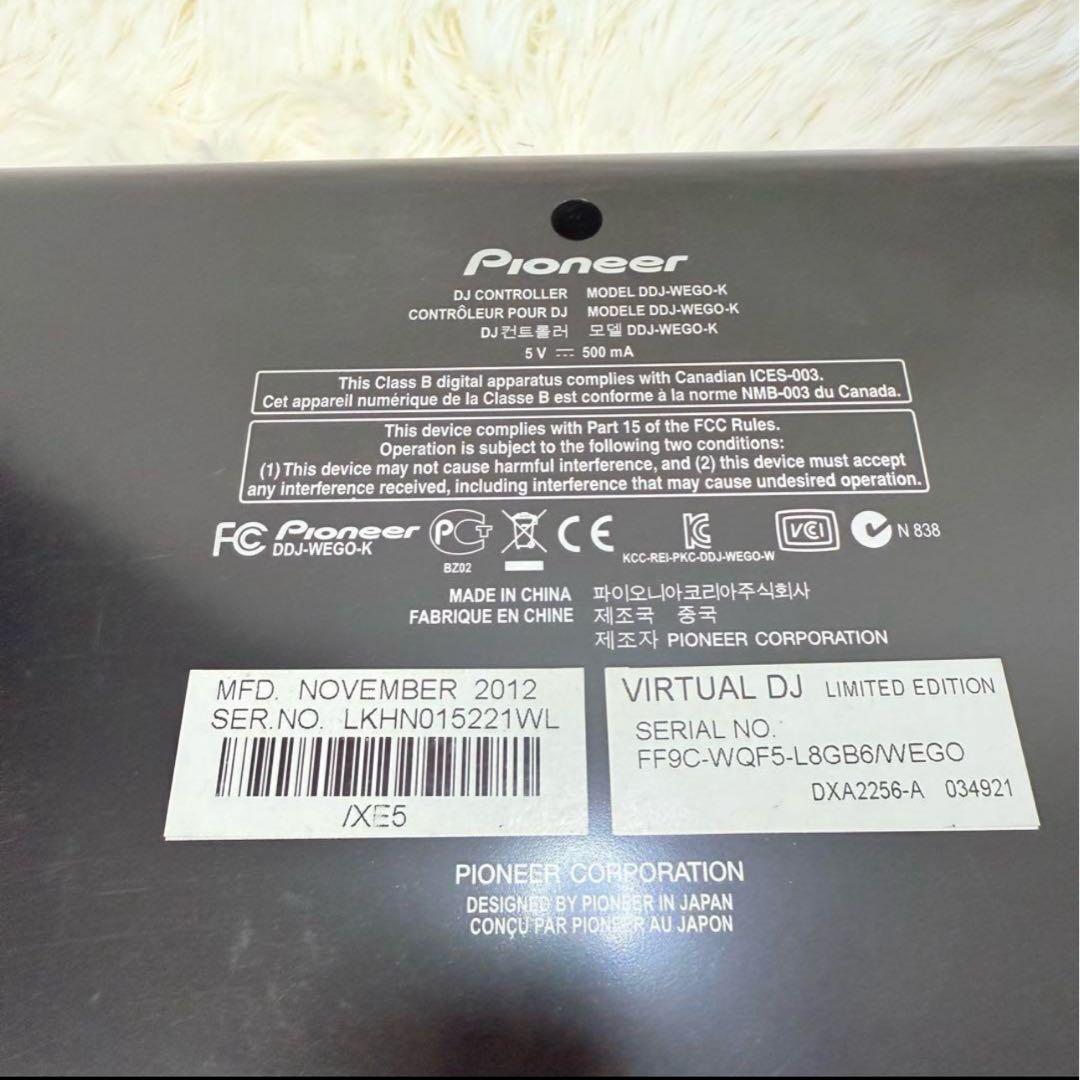 Pioneer
DJ CONTROLLER MODEL DDJ-WEGO-K
CONTRÔLEUR POUR DJ MODELE DDJ-WEGO-K
DJ 컨트롤러 모델 DDJ-WEGO-K
5 V ⎓ 500 mA
This Class B digital apparatus complies with Canadian ICES-003.
Cet appareil numérique de la Classe B est conforme à la norme NMB-003 du Canada.
This device complies with Part 15 of the FCC Rules.
Operation is subject to the following two conditions:
(1) This device may not cause harmful interference, and (2) this device must accept
any interference received, including interference that may cause undesired operation.
FC Pioneer PCT CE KC VCI N 838
DDJ-WEGO-K
BZ02 KCC-REI-PKC-DDJ-WEGO-W
MADE IN CHINA 파이오니아코리아주식회사
FABRIQUE EN CHINE 제조국 중국
제조자 PIONEER CORPORATION
MFD. NOVEMBER 2012
SER.NO. LKHN015221WL
/XE5
VIRTUAL DJ LIMITED EDITION
SERIAL NO.
FF9C-WQF5-L8GB6/WEGO
DXA2256-A 034921
PIONEER CORPORATION
DESIGNED BY PIONEER IN JAPAN
CONÇU PAR PIONEER AU JAPON